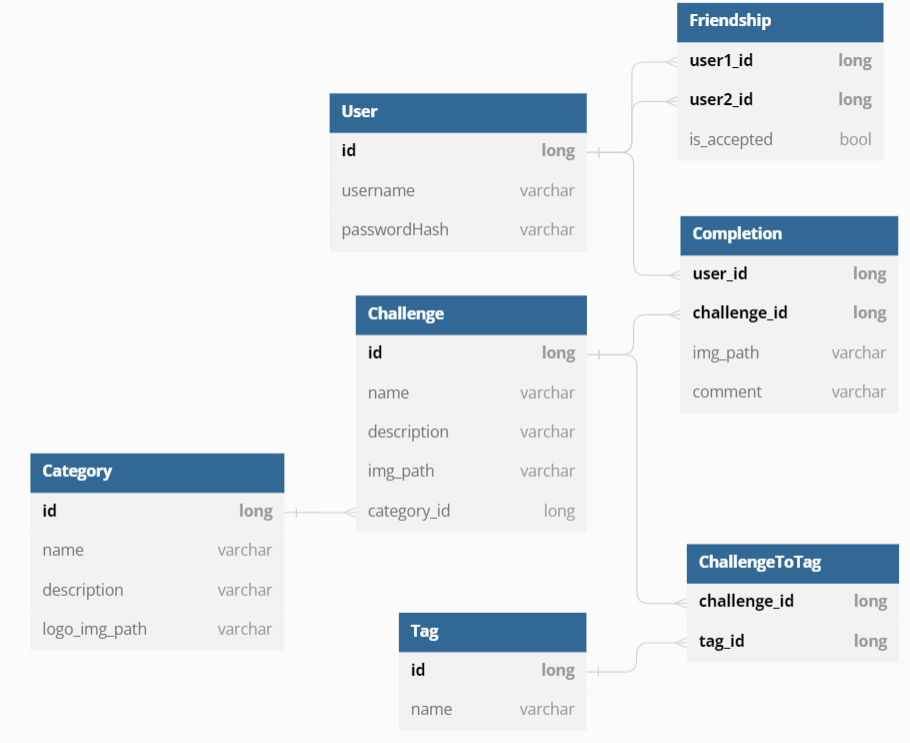 Friendship
user1_id long
user2_id long
is_accepted bool
User
id long
username varchar
passwordHash varchar
Completion
user_id long
challenge_id long
img_path varchar
comment varchar
Challenge
id long
name varchar
description varchar
img_path varchar
category_id long
Category
id long
name varchar
description varchar
logo_img_path varchar
ChallengeToTag
challenge_id long
tag_id long
Tag
id long
name varchar